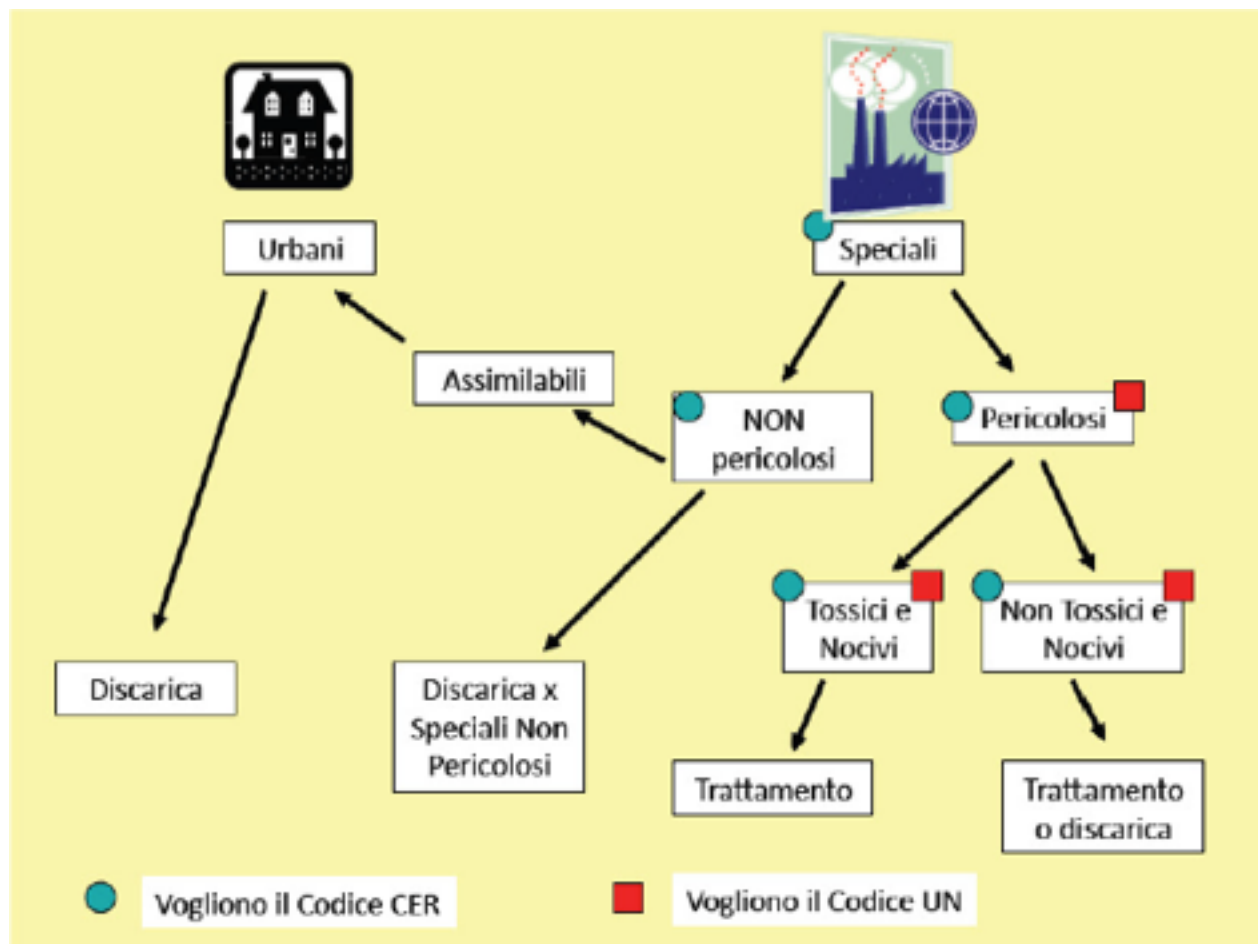 Urbani
Speciali
Assimilabili
NON
pericolosi
Pericolosi
Tossici e
Nocivi
Non Tossici e
Nocivi
Discarica
Discarica x
Speciali Non
Pericolosi
Trattamento
Trattamento
o discarica
Vogliono il Codice CER
Vogliono il Codice UN